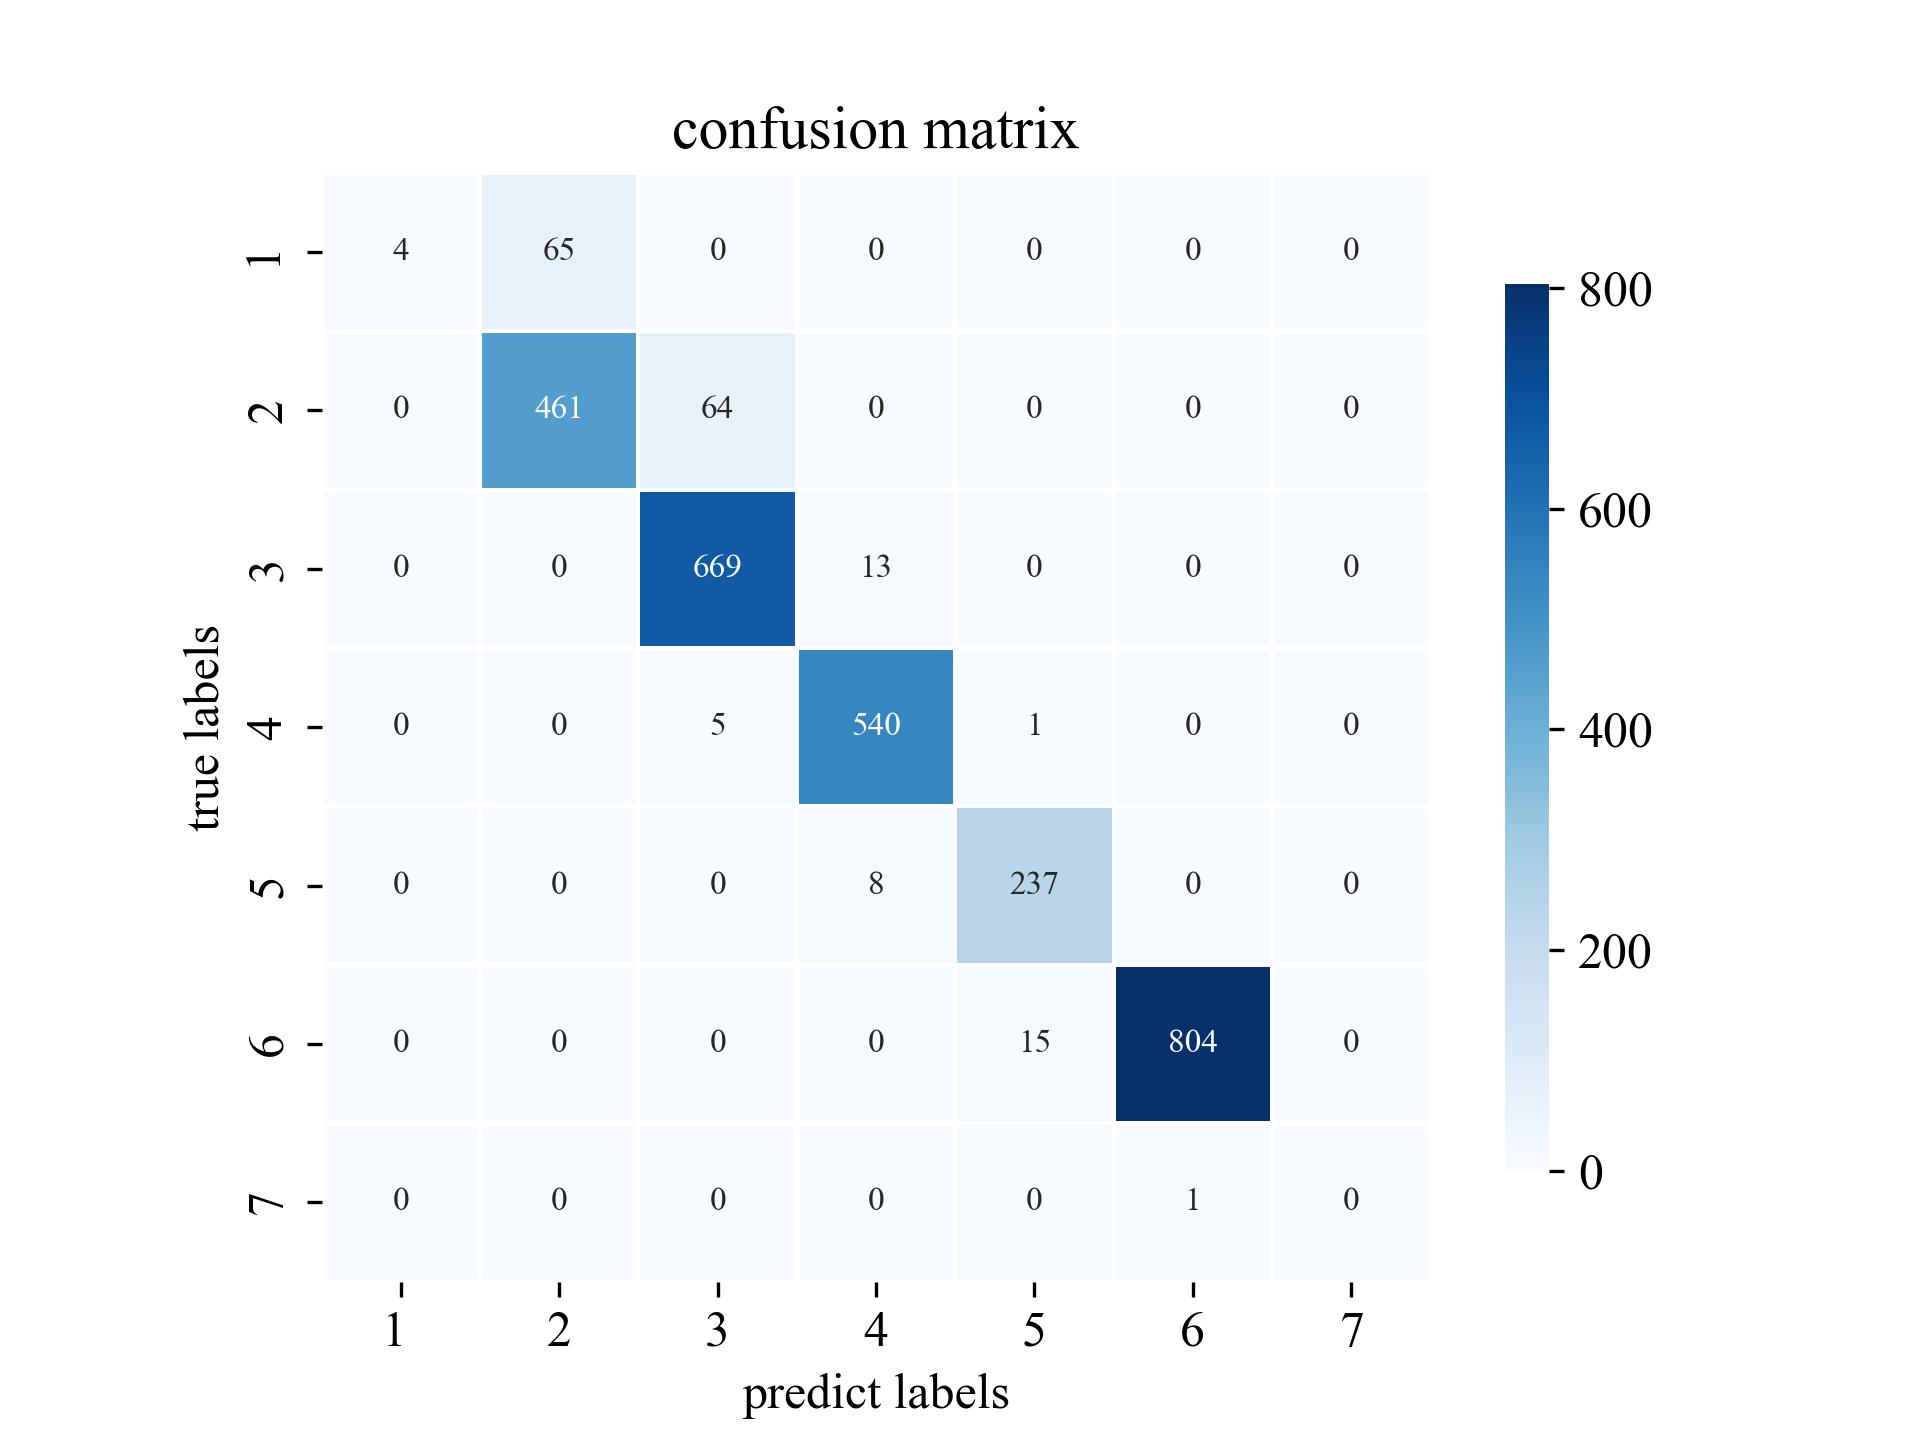 confusion matrix
1 4 65 0 0 0 0 0
2 0 461 64 0 0 0 0
3 0 0 669 13 0 0 0
4 0 0 5 540 1 0 0
5 0 0 0 8 237 0 0
6 0 0 0 0 15 804 0
7 0 0 0 0 0 1 0
1 2 3 4 5 6 7
predict labels
true labels
800
600
400
200
0